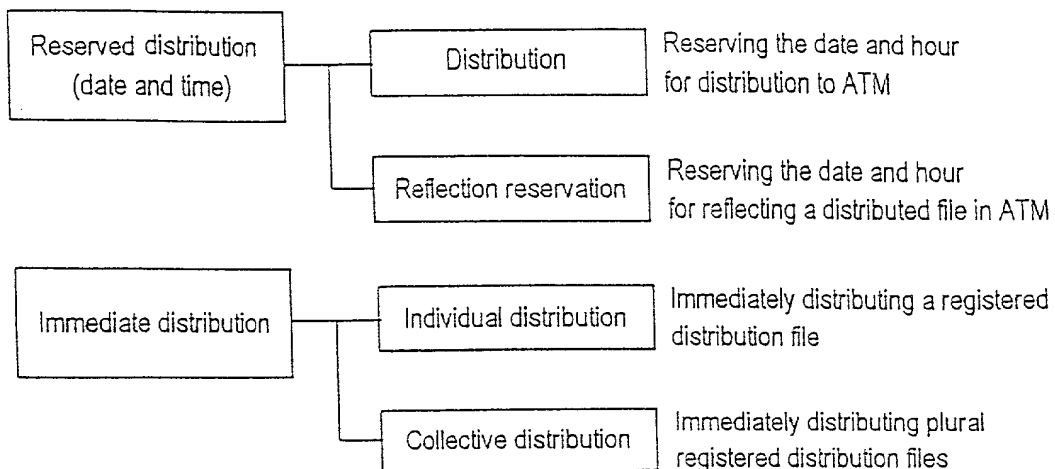 Reserved distribution
(date and time)
Distribution
Reserving the date and hour
for distribution to ATM
Reflection reservation
Reserving the date and hour
for reflecting a distributed file in ATM
Immediate distribution
Individual distribution
Immediately distributing a registered
distribution file
Collective distribution
Immediately distributing plural
registered distribution files